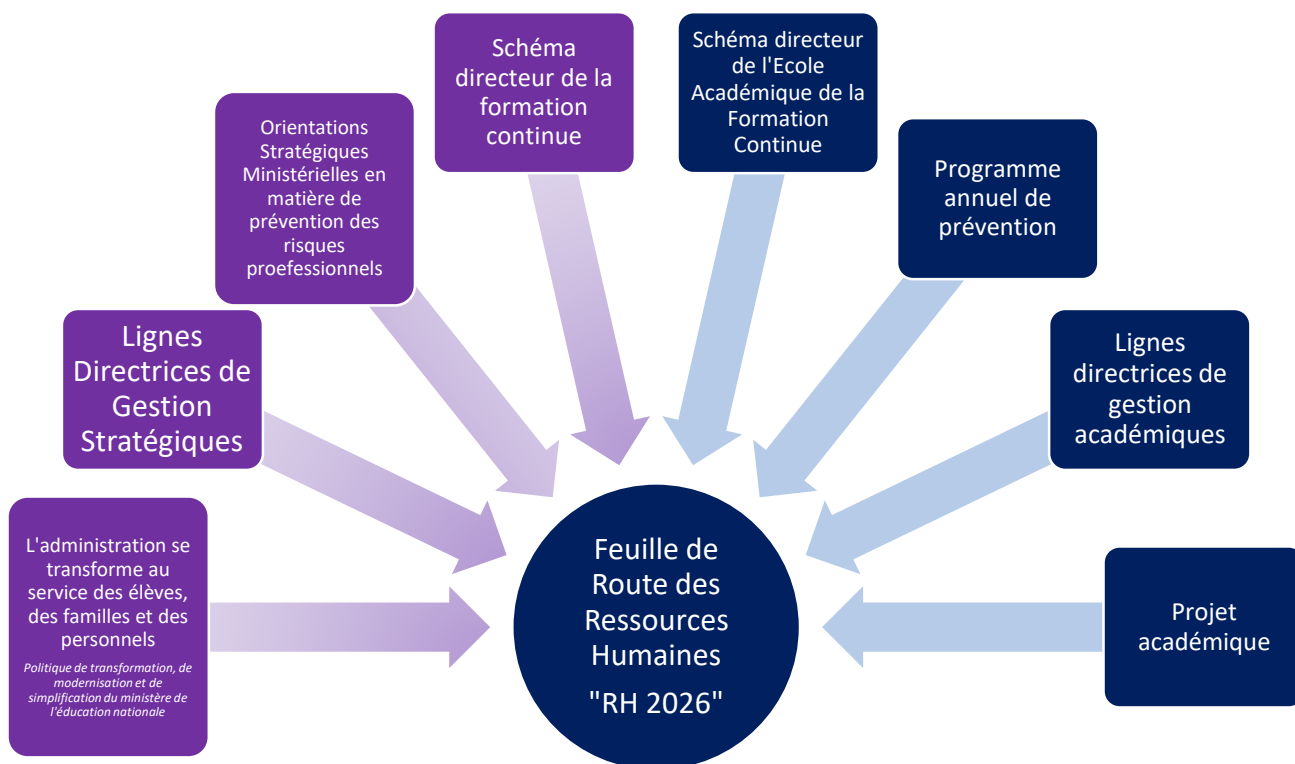 Schéma
directeur de la
formation
continue
Schéma directeur
de l'Ecole
Académique de la
Formation
Continue
Orientations
Stratégiques
Ministérielles en
matière de
prévention des
risques
proefessionnels
Programme
annuel de
prévention
Lignes
Directrices de
Gestion
Stratégiques
Lignes
directrices de
gestion
académiques
L'administration se
transforme au
service des élèves,
des familles et des
personnels
Politique de transformation, de
modernisation et de
simplification du ministère de
l'éducation nationale
Feuille de
Route des
Ressources
Humaines
"RH 2026"
Projet
académique